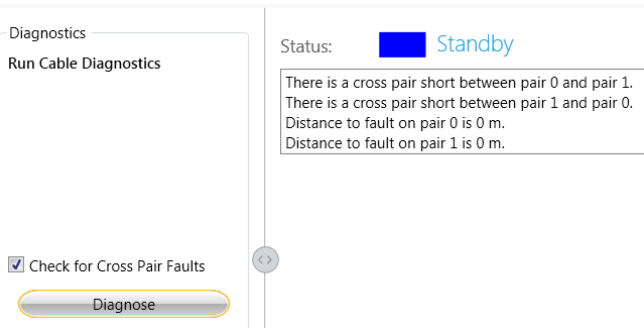 Diagnostics
Run Cable Diagnostics
Check for Cross Pair Faults
Diagnose
Status:
Standby
There is a cross pair short between pair 0 and pair 1.
There is a cross pair short between pair 1 and pair 0.
Distance to fault on pair 0 is 0 m.
Distance to fault on pair 1 is 0 m.